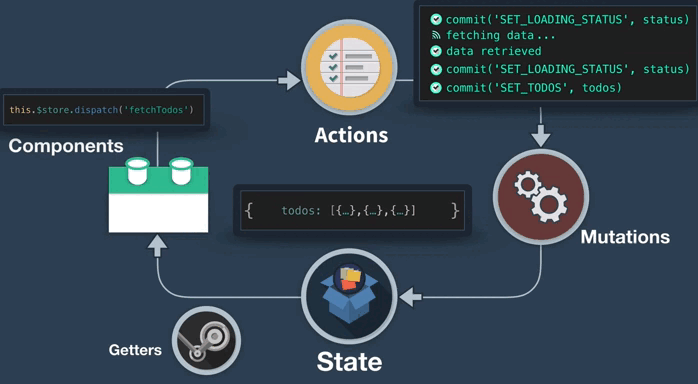 commit('SET_LOADING_STATUS', status)
fetching data...
data retrieved
commit('SET_LOADING_STATUS', status)
commit('SET_TODOS', todos)
this.$store.dispatch('fetchTodos')
Actions
Components
{ todos: [{…},{…},{…}] }
Mutations
Getters
State